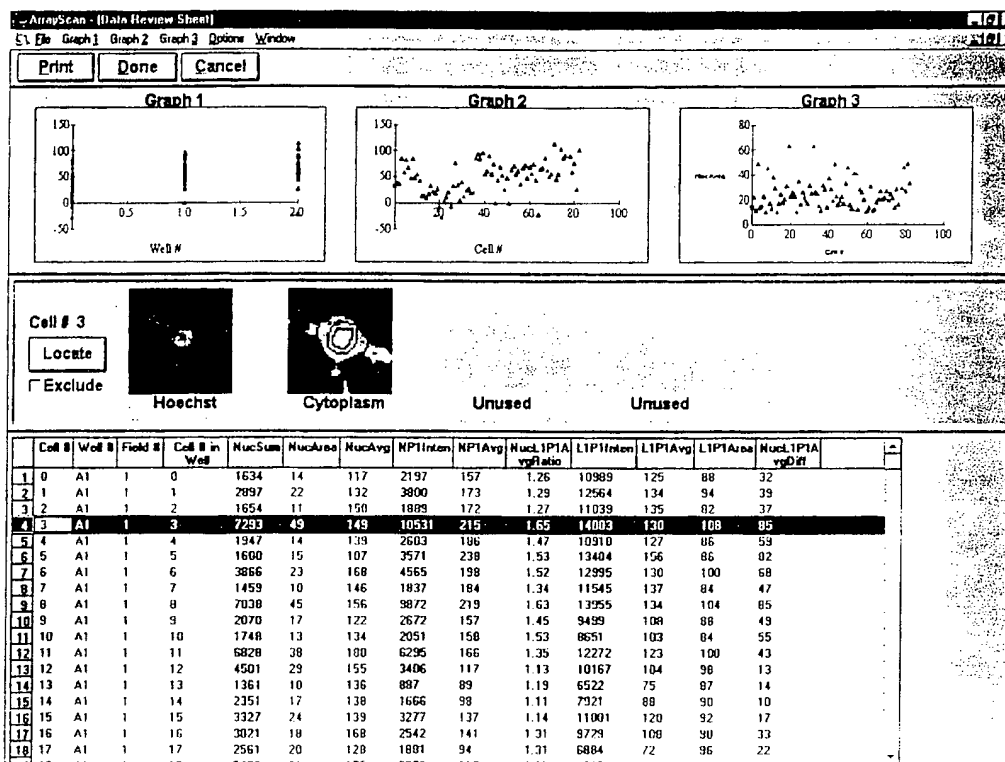 ArrayScan - [Data Review Sheet]
File Graph 1 Graph 2 Graph 3 Options Window
Print Done Cancel
Graph 1 Graph 2 Graph 3
150
100
50
0
-50
0.5 1.0 1.5 2.0
Well #
150
100
50
0
-50
20 40 60 80 100
Cell #
80
60
40
20
0
0 20 40 60 80 100
Cell #
Cell # 3
Locate
Exclude
Hoechst Cytoplasm Unused Unused
Cell # Well # Field # Cell # in Well NucSum NucArea NucAvg NP1Inten NP1Avg NucL1P1AvgRatio L1P1Inten L1P1Avg L1P1Area NucL1P1AvgDiff
1 0 A1 1 0 1634 14 117 2197 157 1.26 10989 125 88 32
2 1 A1 1 1 2897 22 132 3800 173 1.29 12564 134 94 39
3 2 A1 1 2 1654 11 150 1889 172 1.27 11039 135 82 37
4 3 A1 1 3 7293 49 149 10531 215 1.65 14003 130 108 85
5 4 A1 1 4 1947 14 139 2603 186 1.47 10910 127 86 59
6 5 A1 1 5 1600 15 107 3571 238 1.53 13404 156 86 82
7 6 A1 1 6 3866 23 168 4565 198 1.52 12995 130 100 68
8 7 A1 1 7 1459 10 146 1837 184 1.34 11545 137 84 47
9 8 A1 1 8 7038 45 156 9872 219 1.63 13955 134 104 85
10 9 A1 1 9 2070 17 122 2672 157 1.45 9499 108 88 49
11 10 A1 1 10 1748 13 134 2051 158 1.53 8651 103 84 55
12 11 A1 1 11 6828 38 180 6295 166 1.35 12272 123 100 43
13 12 A1 1 12 4501 29 155 3406 117 1.13 10167 104 98 13
14 13 A1 1 13 1361 10 136 887 89 1.19 6522 75 87 14
15 14 A1 1 14 2351 17 138 1666 98 1.11 7921 88 90 10
16 15 A1 1 15 3327 24 139 3277 137 1.14 11001 120 92 17
17 16 A1 1 16 3021 18 168 2542 141 1.31 9729 108 90 33
18 17 A1 1 17 2561 20 128 1881 94 1.31 6884 72 96 22